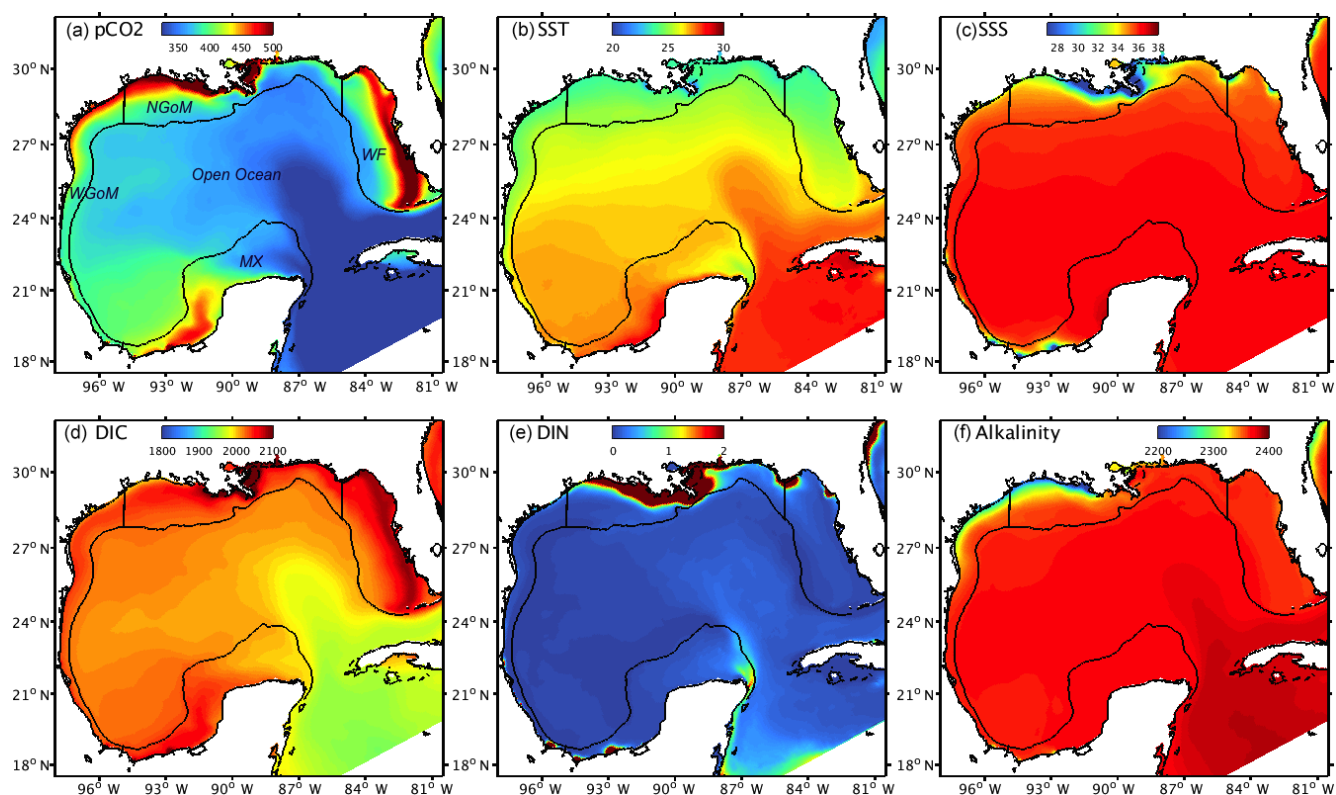 (a) pCO2
350 400 450 500
(b) SST
20 25 30
(c) SSS
28 30 32 34 36 38
30° N
27° N
24° N
21° N
18° N
NGoM
WGoM
Open Ocean
WF
MX
30° N
27° N
24° N
21° N
18° N
30° N
27° N
24° N
21° N
18° N
96° W 93° W 90° W 87° W 84° W 81° W
96° W 93° W 90° W 87° W 84° W 81° W
96° W 93° W 90° W 87° W 84° W 81° W
(d) DIC
1800 1900 2000 2100
(e) DIN
0 1 2
(f) Alkalinity
2200 2300 2400
30° N
27° N
24° N
21° N
18° N
30° N
27° N
24° N
21° N
18° N
30° N
27° N
24° N
21° N
18° N
96° W 93° W 90° W 87° W 84° W 81° W
96° W 93° W 90° W 87° W 84° W 81° W
96° W 93° W 90° W 87° W 84° W 81° W